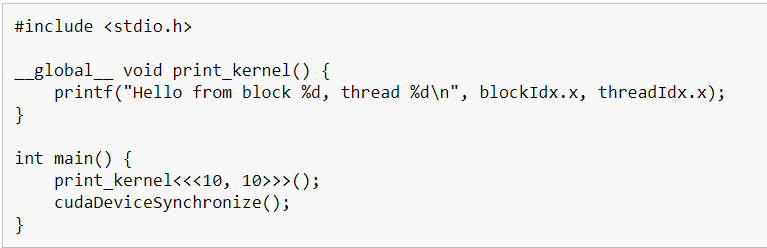 #include <stdio.h>
__global__ void print_kernel() {
    printf("Hello from block %d, thread %d\n", blockIdx.x, threadIdx.x);
}
int main() {
    print_kernel<<<10, 10>>>();
    cudaDeviceSynchronize();
}